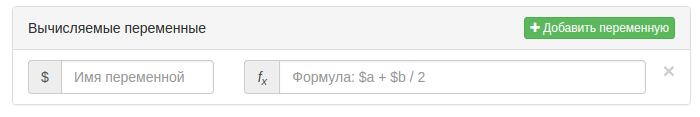 Вычисляемые переменные + Добавить переменную
$ Имя переменной fx Формула: $a + $b / 2 ×